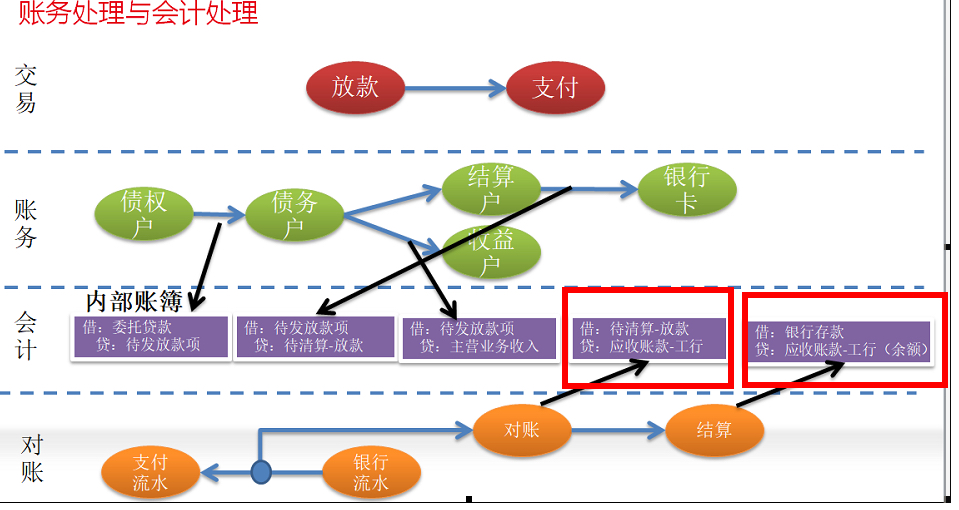 账务处理与会计处理
交
易
放款
支付
账
务
债权
户
债务
户
结算
户
收益
户
银行
卡
会
计
内部账簿
借：委托贷款
贷：待发放款项
借：待发放款项
贷：待清算-放款
借：待发放款项
贷：主营业务收入
借：待清算-放款
贷：应收账款-工行
借：银行存款
贷：应收账款-工行（余额）
对
账
支付
流水
银行
流水
对账
结算